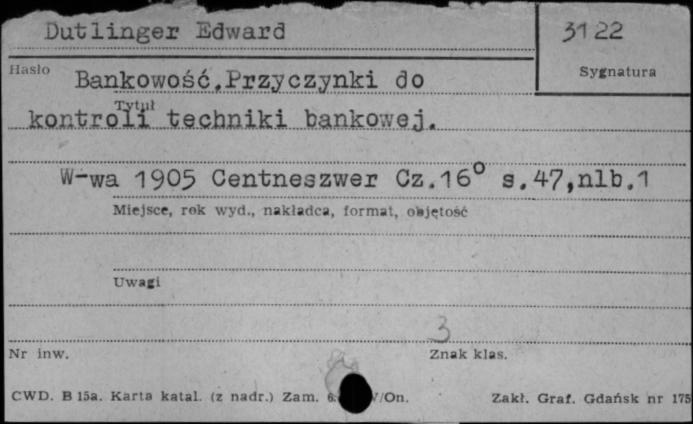 Dutlinger Edward
3122
Hasło
Sygnatura
Bankowość.Przyczynki do
Tytuł
kontroli techniki bankowej.
W-wa 1905 Centneszwer Cz.16° s.47,nlb.1
Miejsce, rok wyd., nakładca, format, objętość
Uwagi
3
Nr inw.
Znak klas.
CWD. B 15a. Karta katal. (z nadr.) Zam. /On.
Zakł. Graf. Gdańsk nr 175